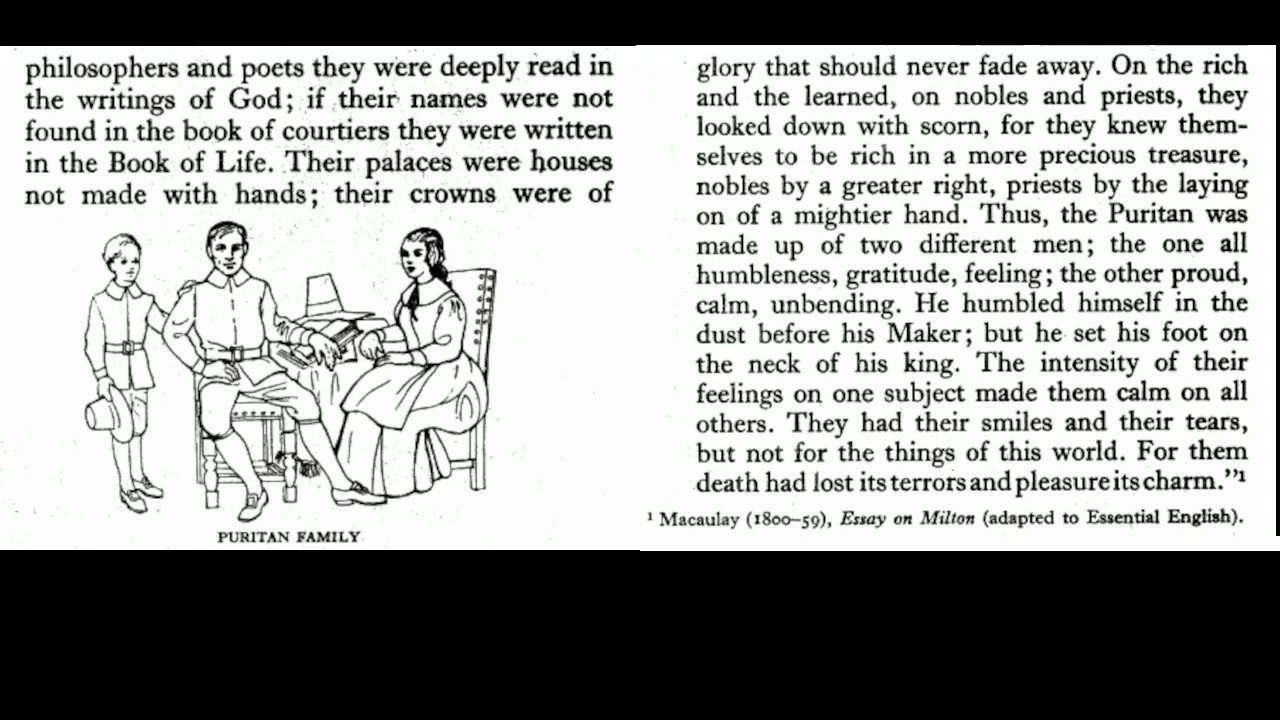 philosophers and poets they were deeply read in
the writings of God; if their names were not
found in the book of courtiers they were written
in the Book of Life. Their palaces were houses
not made with hands; their crowns were of
PURITAN FAMILY
glory that should never fade away. On the rich
and the learned, on nobles and priests, they
looked down with scorn, for they knew them-
selves to be rich in a more precious treasure,
nobles by a greater right, priests by the laying
on of a mightier hand. Thus, the Puritan was
made up of two different men; the one all
humbleness, gratitude, feeling; the other proud,
calm, unbending. He humbled himself in the
dust before his Maker; but he set his foot on
the neck of his king. The intensity of their
feelings on one subject made them calm on all
others. They had their smiles and their tears,
but not for the things of this world. For them
death had lost its terrors and pleasure its charm."¹
¹ Macaulay (1800–59), Essay on Milton (adapted to Essential English).